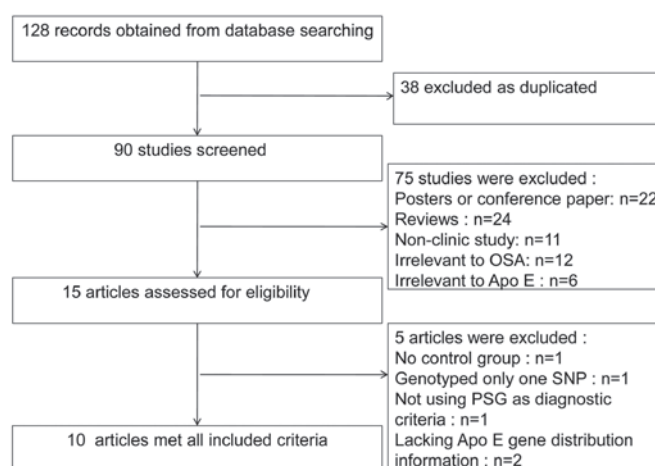 128 records obtained from database searching
38 excluded as duplicated
90 studies screened
75 studies were excluded :
Posters or conference paper: n=22
Reviews : n=24
Non-clinic study: n=11
Irrelevant to OSA: n=12
Irrelevant to Apo E : n=6
15 articles assessed for eligibility
5 articles were excluded :
No control group : n=1
Genotyped only one SNP : n=1
Not using PSG as diagnostic
criteria : n=1
Lacking Apo E gene distribution
information : n=2
10 articles met all included criteria